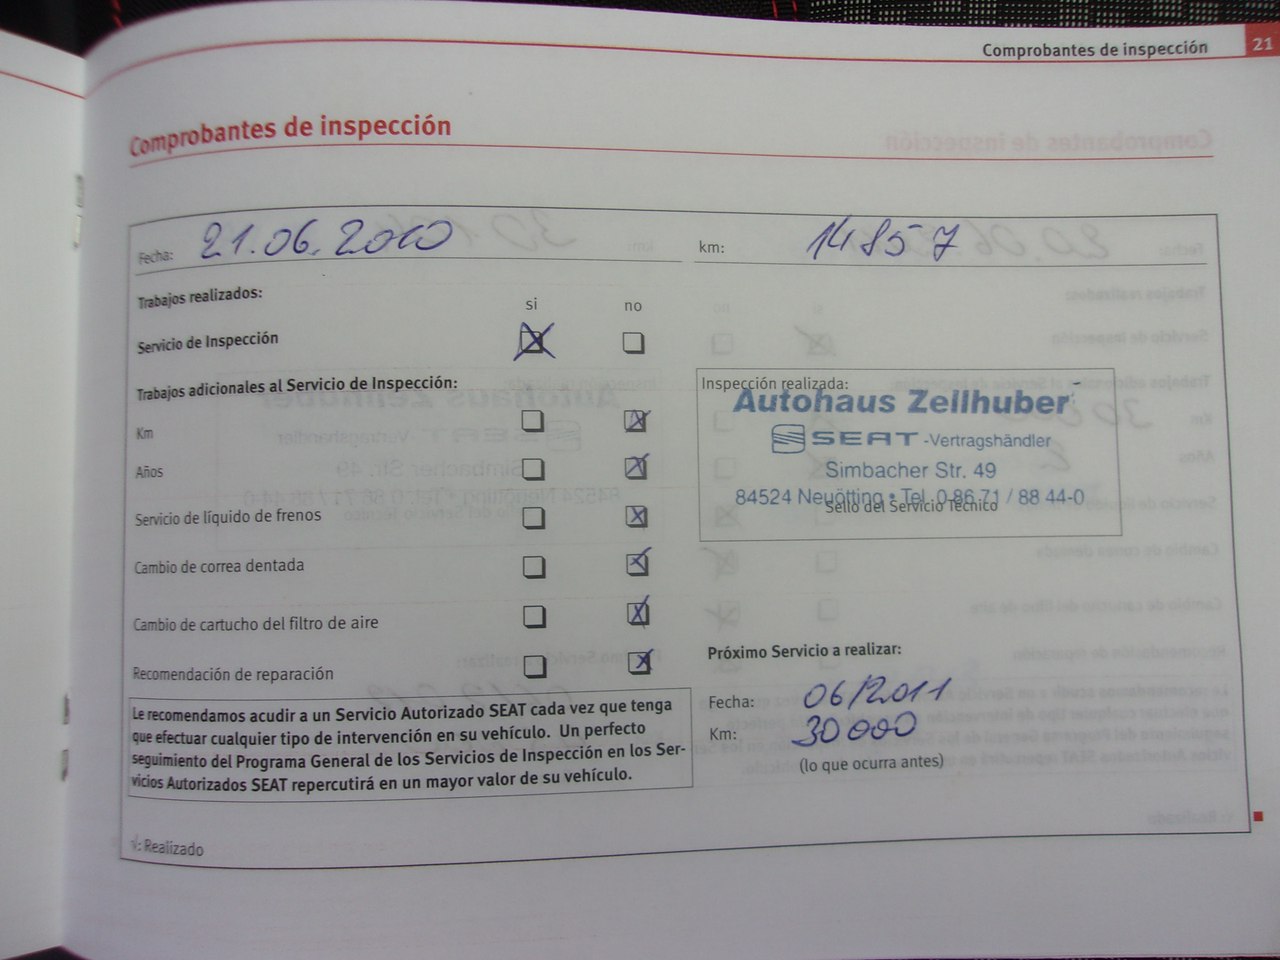 Comprobantes de inspección 21
Comprobantes de inspección
Fecha: 21.06.2010 km: 14857
Trabajos realizados:
si no
Servicio de Inspección
Trabajos adicionales al Servicio de Inspección:
Km
Años
Servicio de líquido de frenos
Cambio de correa dentada
Cambio de cartucho del filtro de aire
Recomendación de reparación
Le recomendamos acudir a un Servicio Autorizado SEAT cada vez que tenga
que efectuar cualquier tipo de intervención en su vehículo. Un perfecto
seguimiento del Programa General de los Servicios de Inspección en los Ser-
vicios Autorizados SEAT repercutirá en un mayor valor de su vehículo.
√: Realizado
Inspección realizada:
Autohaus Zellhuber
SEAT -Vertragshändler
Simbacher Str. 49
84524 Neuötting • Tel. 0 86 71 / 88 44-0
Sello del Servicio Técnico
Próximo Servicio a realizar:
Fecha: 06/2011
Km: 30000
(lo que ocurra antes)